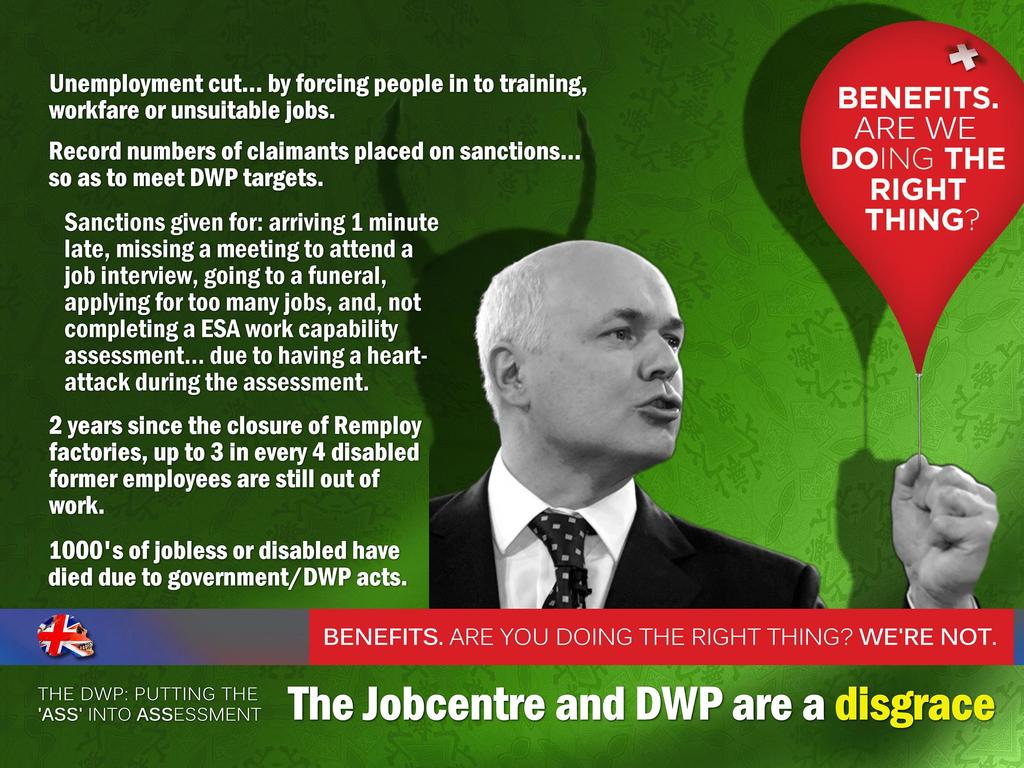 Unemployment cut... by forcing people in to training,
workfare or unsuitable jobs.
Record numbers of claimants placed on sanctions...
so as to meet DWP targets.
Sanctions given for: arriving 1 minute
late, missing a meeting to attend a
job interview, going to a funeral,
applying for too many jobs, and, not
completing a ESA work capability
assessment... due to having a heart-
attack during the assessment.
2 years since the closure of Remploy
factories, up to 3 in every 4 disabled
former employees are still out of
work.
1000's of jobless or disabled have
died due to government/DWP acts.
BENEFITS.
ARE WE
DOING THE
RIGHT
THING?
BENEFITS. ARE YOU DOING THE RIGHT THING? WE'RE NOT.
THE DWP: PUTTING THE
'ASS' INTO ASSESSMENT
The Jobcentre and DWP are a disgrace